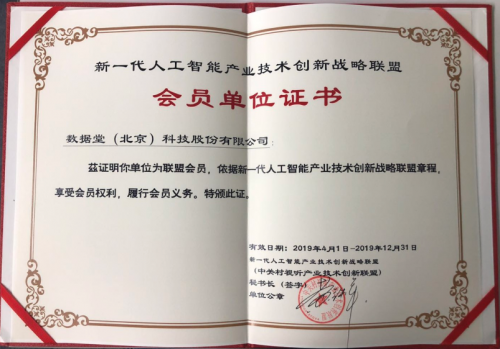 新一代人工智能产业技术创新战略联盟
会员单位证书
数据堂（北京）科技股份有限公司：
兹证明你单位为联盟会员，依据新一代人工智能产业技术创新战略联盟章程，
享受会员权利，履行会员义务。特颁此证。
有效日期：2019年4月1日-2019年12月31日
新一代人工智能产业技术创新战略联盟
（中关村视听产业技术创新联盟）
秘书长（签字）
单位公章